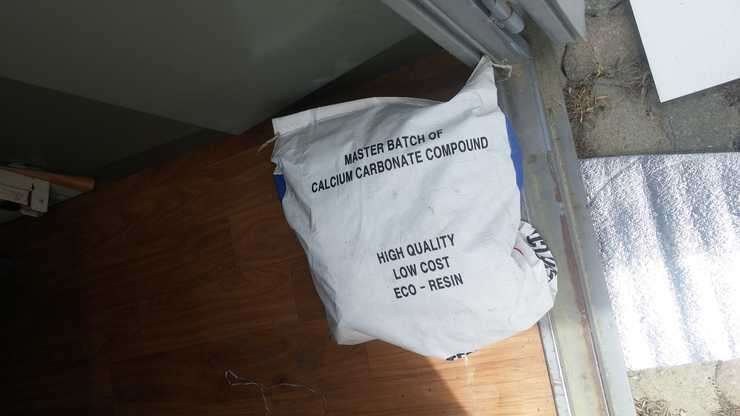 MASTER BATCH OF
CALCIUM CARBONATE COMPOUND
HIGH QUALITY
LOW COST
ECO - RESIN